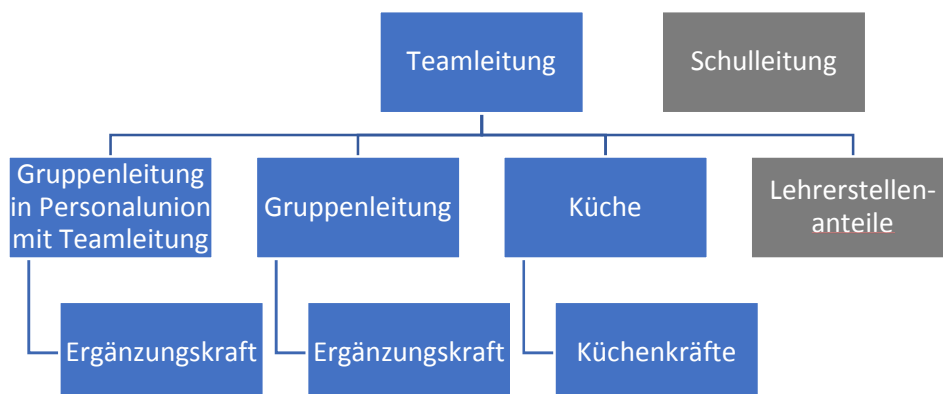 Teamleitung
Schulleitung
Gruppenleitung
in Personalunion
mit Teamleitung
Gruppenleitung
Küche
Lehrerstellen-
anteile
Ergänzungskraft
Ergänzungskraft
Küchenkräfte